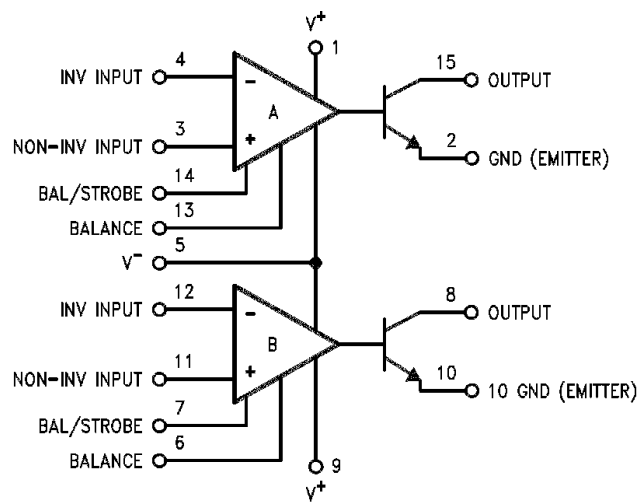 V+
1
4
INV INPUT
-
A
15
OUTPUT
3
NON-INV INPUT
+
2
GND (EMITTER)
14
BAL/STROBE
13
BALANCE
5
V-
12
INV INPUT
-
B
8
OUTPUT
11
NON-INV INPUT
+
10
10 GND (EMITTER)
7
BAL/STROBE
6
BALANCE
9
V+